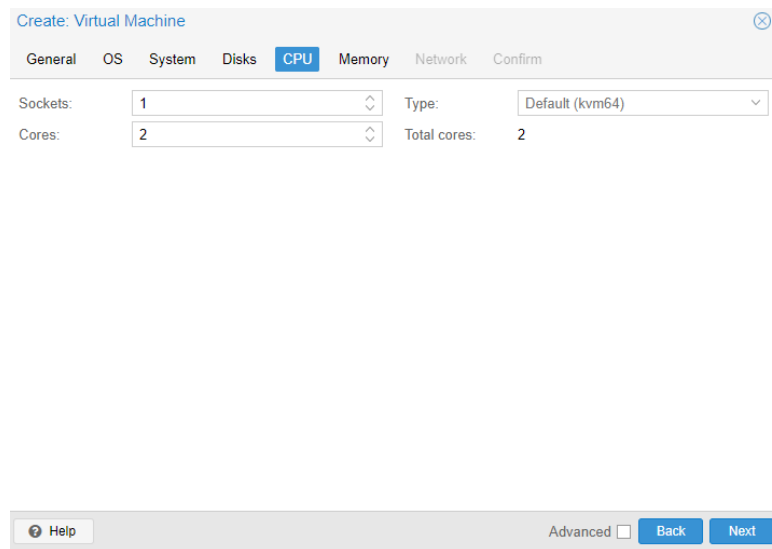 Create: Virtual Machine
General OS System Disks CPU Memory Network Confirm
Sockets: 1 Type: Default (kvm64)
Cores: 2 Total cores: 2
Help Advanced Back Next